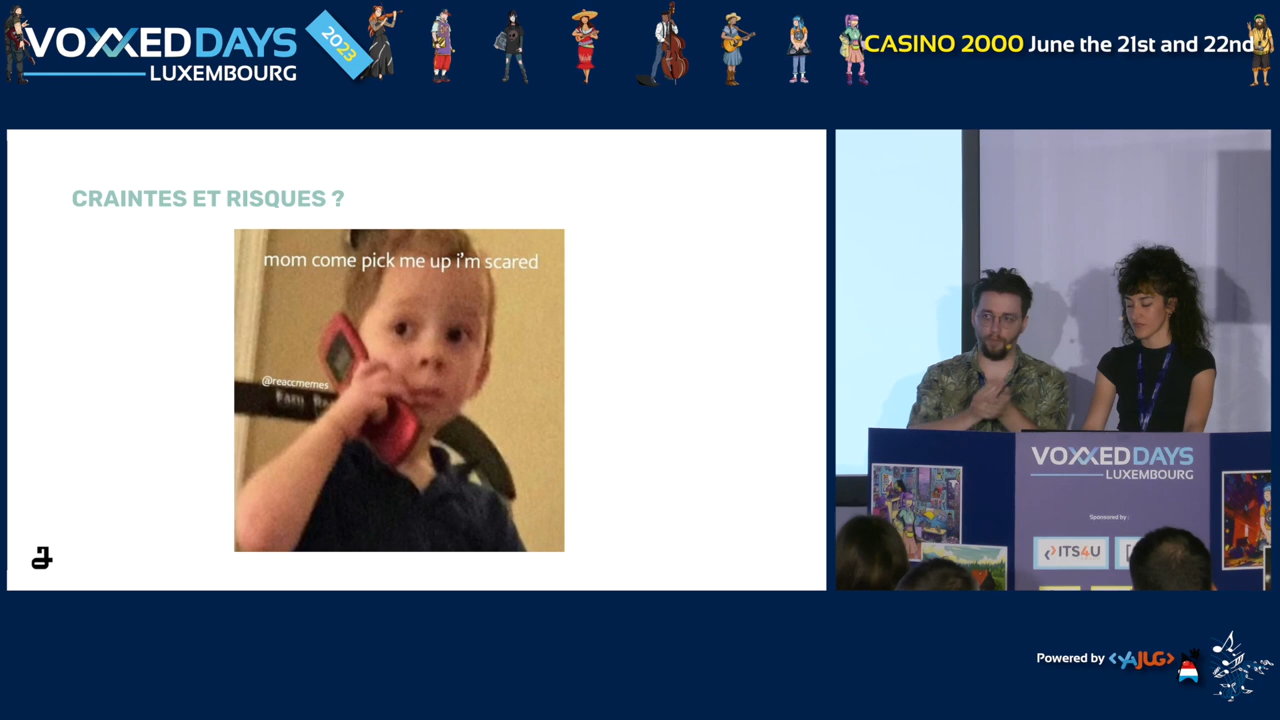 VOXXED DAYS
LUXEMBOURG
2023
CASINO 2000 June the 21st and 22nd
CRAINTES ET RISQUES ?
mom come pick me up i'm scared
@reaccmemes
VOXXED DAYS
LUXEMBOURG
Sponsored by :
ITS4U
Powered by <YAJUG>